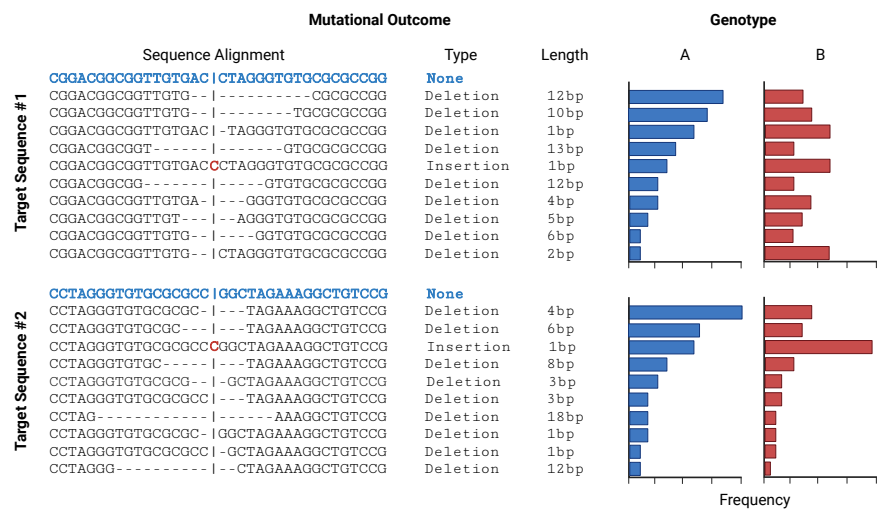 Mutational Outcome Genotype
Sequence Alignment Type Length A B
Target Sequence #1
CGGACGGCGGTTGTGAC|CTAGGGTGTGCGCGCCGG None
CGGACGGCGGTTGTG--|----------CGCGCCGG Deletion 12bp
CGGACGGCGGTTGTG--|--------TGCGCGCCGG Deletion 10bp
CGGACGGCGGTTGTGAC|-TAGGGTGTGCGCGCCGG Deletion 1bp
CGGACGGCGGT------|-------GTGCGCGCCGG Deletion 13bp
CGGACGGCGGTTGTGACCCTAGGGTGTGCGCGCCGG Insertion 1bp
CGGACGGCGG-------|-----GTGTGCGCGCCGG Deletion 12bp
CGGACGGCGGTTGTGA-|---GGGTGTGCGCGCCGG Deletion 4bp
CGGACGGCGGTTGT---|--AGGGTGTGCGCGCCGG Deletion 5bp
CGGACGGCGGTTGTG--|----GGTGTGCGCGCCGG Deletion 6bp
CGGACGGCGGTTGTG--|CTAGGGTGTGCGCGCCGG Deletion 2bp
Target Sequence #2
CCTAGGGTGTGCGCGCC|GGCTAGAAAGGCTGTCCG None
CCTAGGGTGTGCGCGC-|---TAGAAAGGCTGTCCG Deletion 4bp
CCTAGGGTGTGCGC---|---TAGAAAGGCTGTCCG Deletion 6bp
CCTAGGGTGTGCGCGCCCGGCTAGAAAGGCTGTCCG Insertion 1bp
CCTAGGGTGTGC-----|---TAGAAAGGCTGTCCG Deletion 8bp
CCTAGGGTGTGCGCG--|-GCTAGAAAGGCTGTCCG Deletion 3bp
CCTAGGGTGTGCGCGCC|---TAGAAAGGCTGTCCG Deletion 3bp
CCTAG------------|------AAAGGCTGTCCG Deletion 18bp
CCTAGGGTGTGCGCGC-|GGCTAGAAAGGCTGTCCG Deletion 1bp
CCTAGGGTGTGCGCGCC|-GCTAGAAAGGCTGTCCG Deletion 1bp
CCTAGGG----------|--CTAGAAAGGCTGTCCG Deletion 12bp
Frequency